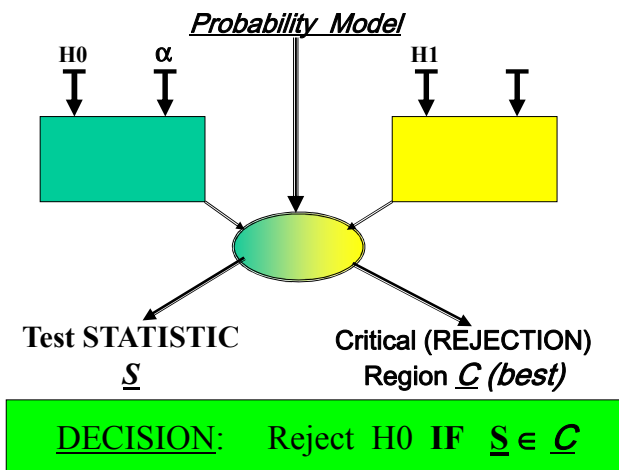 Probability Model
H0 α H1
Test STATISTIC
S
Critical (REJECTION)
Region C (best)
DECISION: Reject H0 IF S ∈ C